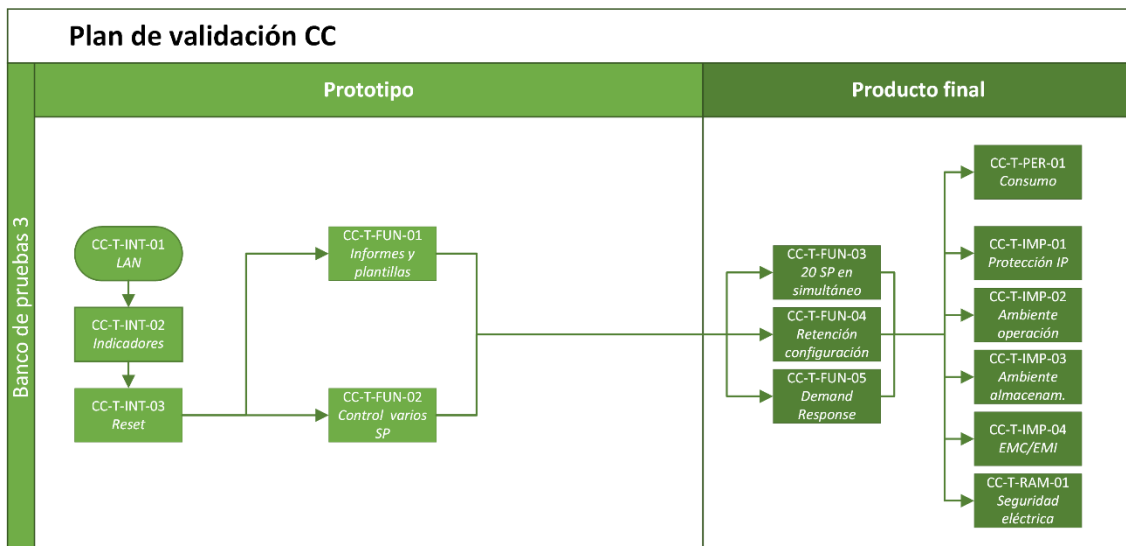 Plan de validación CC
Prototipo
Producto final
Banco de pruebas 3
CC-T-INT-01
LAN
CC-T-INT-02
Indicadores
CC-T-INT-03
Reset
CC-T-FUN-01
Informes y
plantillas
CC-T-FUN-02
Control varios
SP
CC-T-FUN-03
20 SP en
simultáneo
CC-T-FUN-04
Retención
configuración
CC-T-FUN-05
Demand
Response
CC-T-PER-01
Consumo
CC-T-IMP-01
Protección IP
CC-T-IMP-02
Ambiente
operación
CC-T-IMP-03
Ambiente
almacenam.
CC-T-IMP-04
EMC/EMI
CC-T-RAM-01
Seguridad
eléctrica